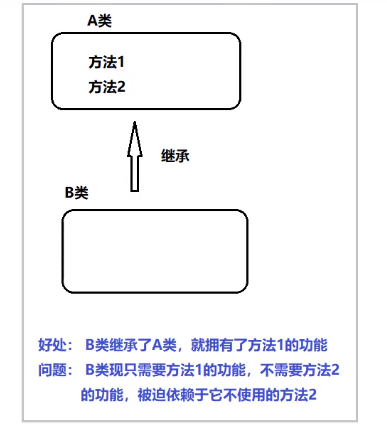 A类
方法1
方法2
继承
B类
好处： B类继承了A类，就拥有了方法1的功能
问题： B类现只需要方法1的功能，不需要方法2
的功能，被迫依赖于它不使用的方法2